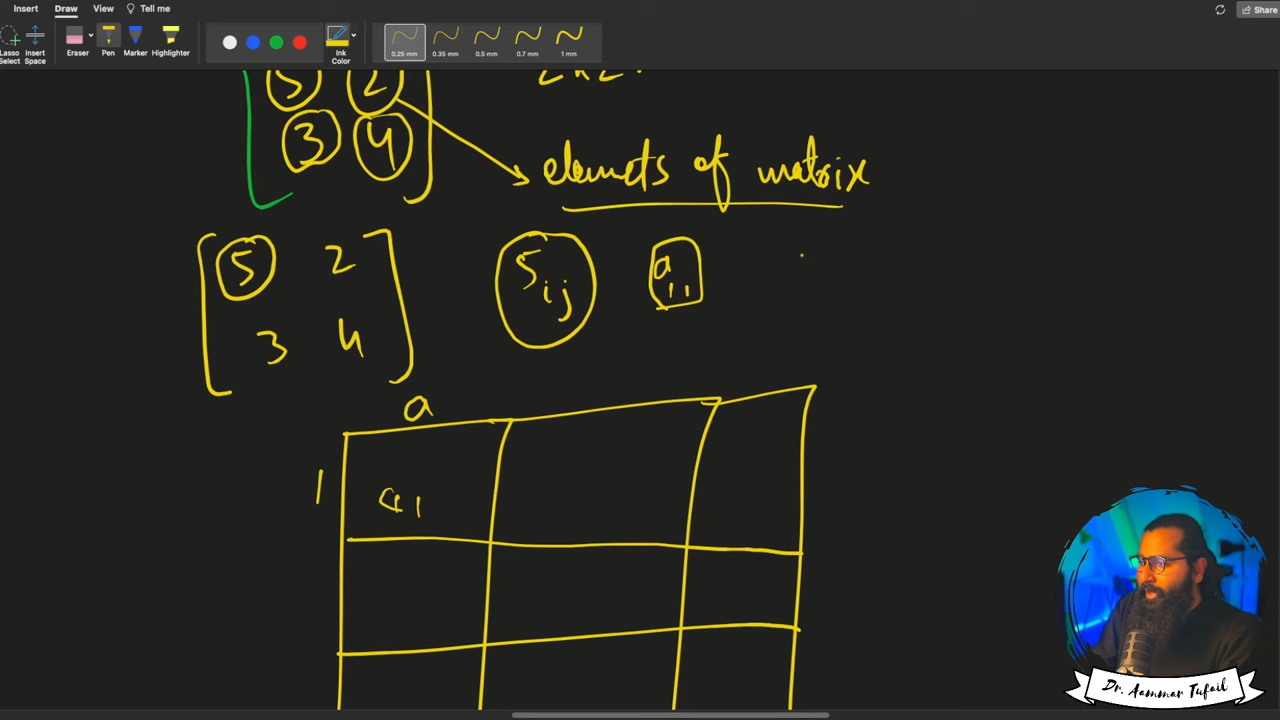 Insert Draw View Tell me
Share
Lasso Select
Insert Space
Eraser
Pen
Marker
Highlighter
Ink Color
0.25 mm 0.35 mm 0.5 mm 0.7 mm 1 mm
5 2
3 4
elemets of matrix
5 2
3 4
5ij
a11
a
1
a1
Dr. Aammar Tufail